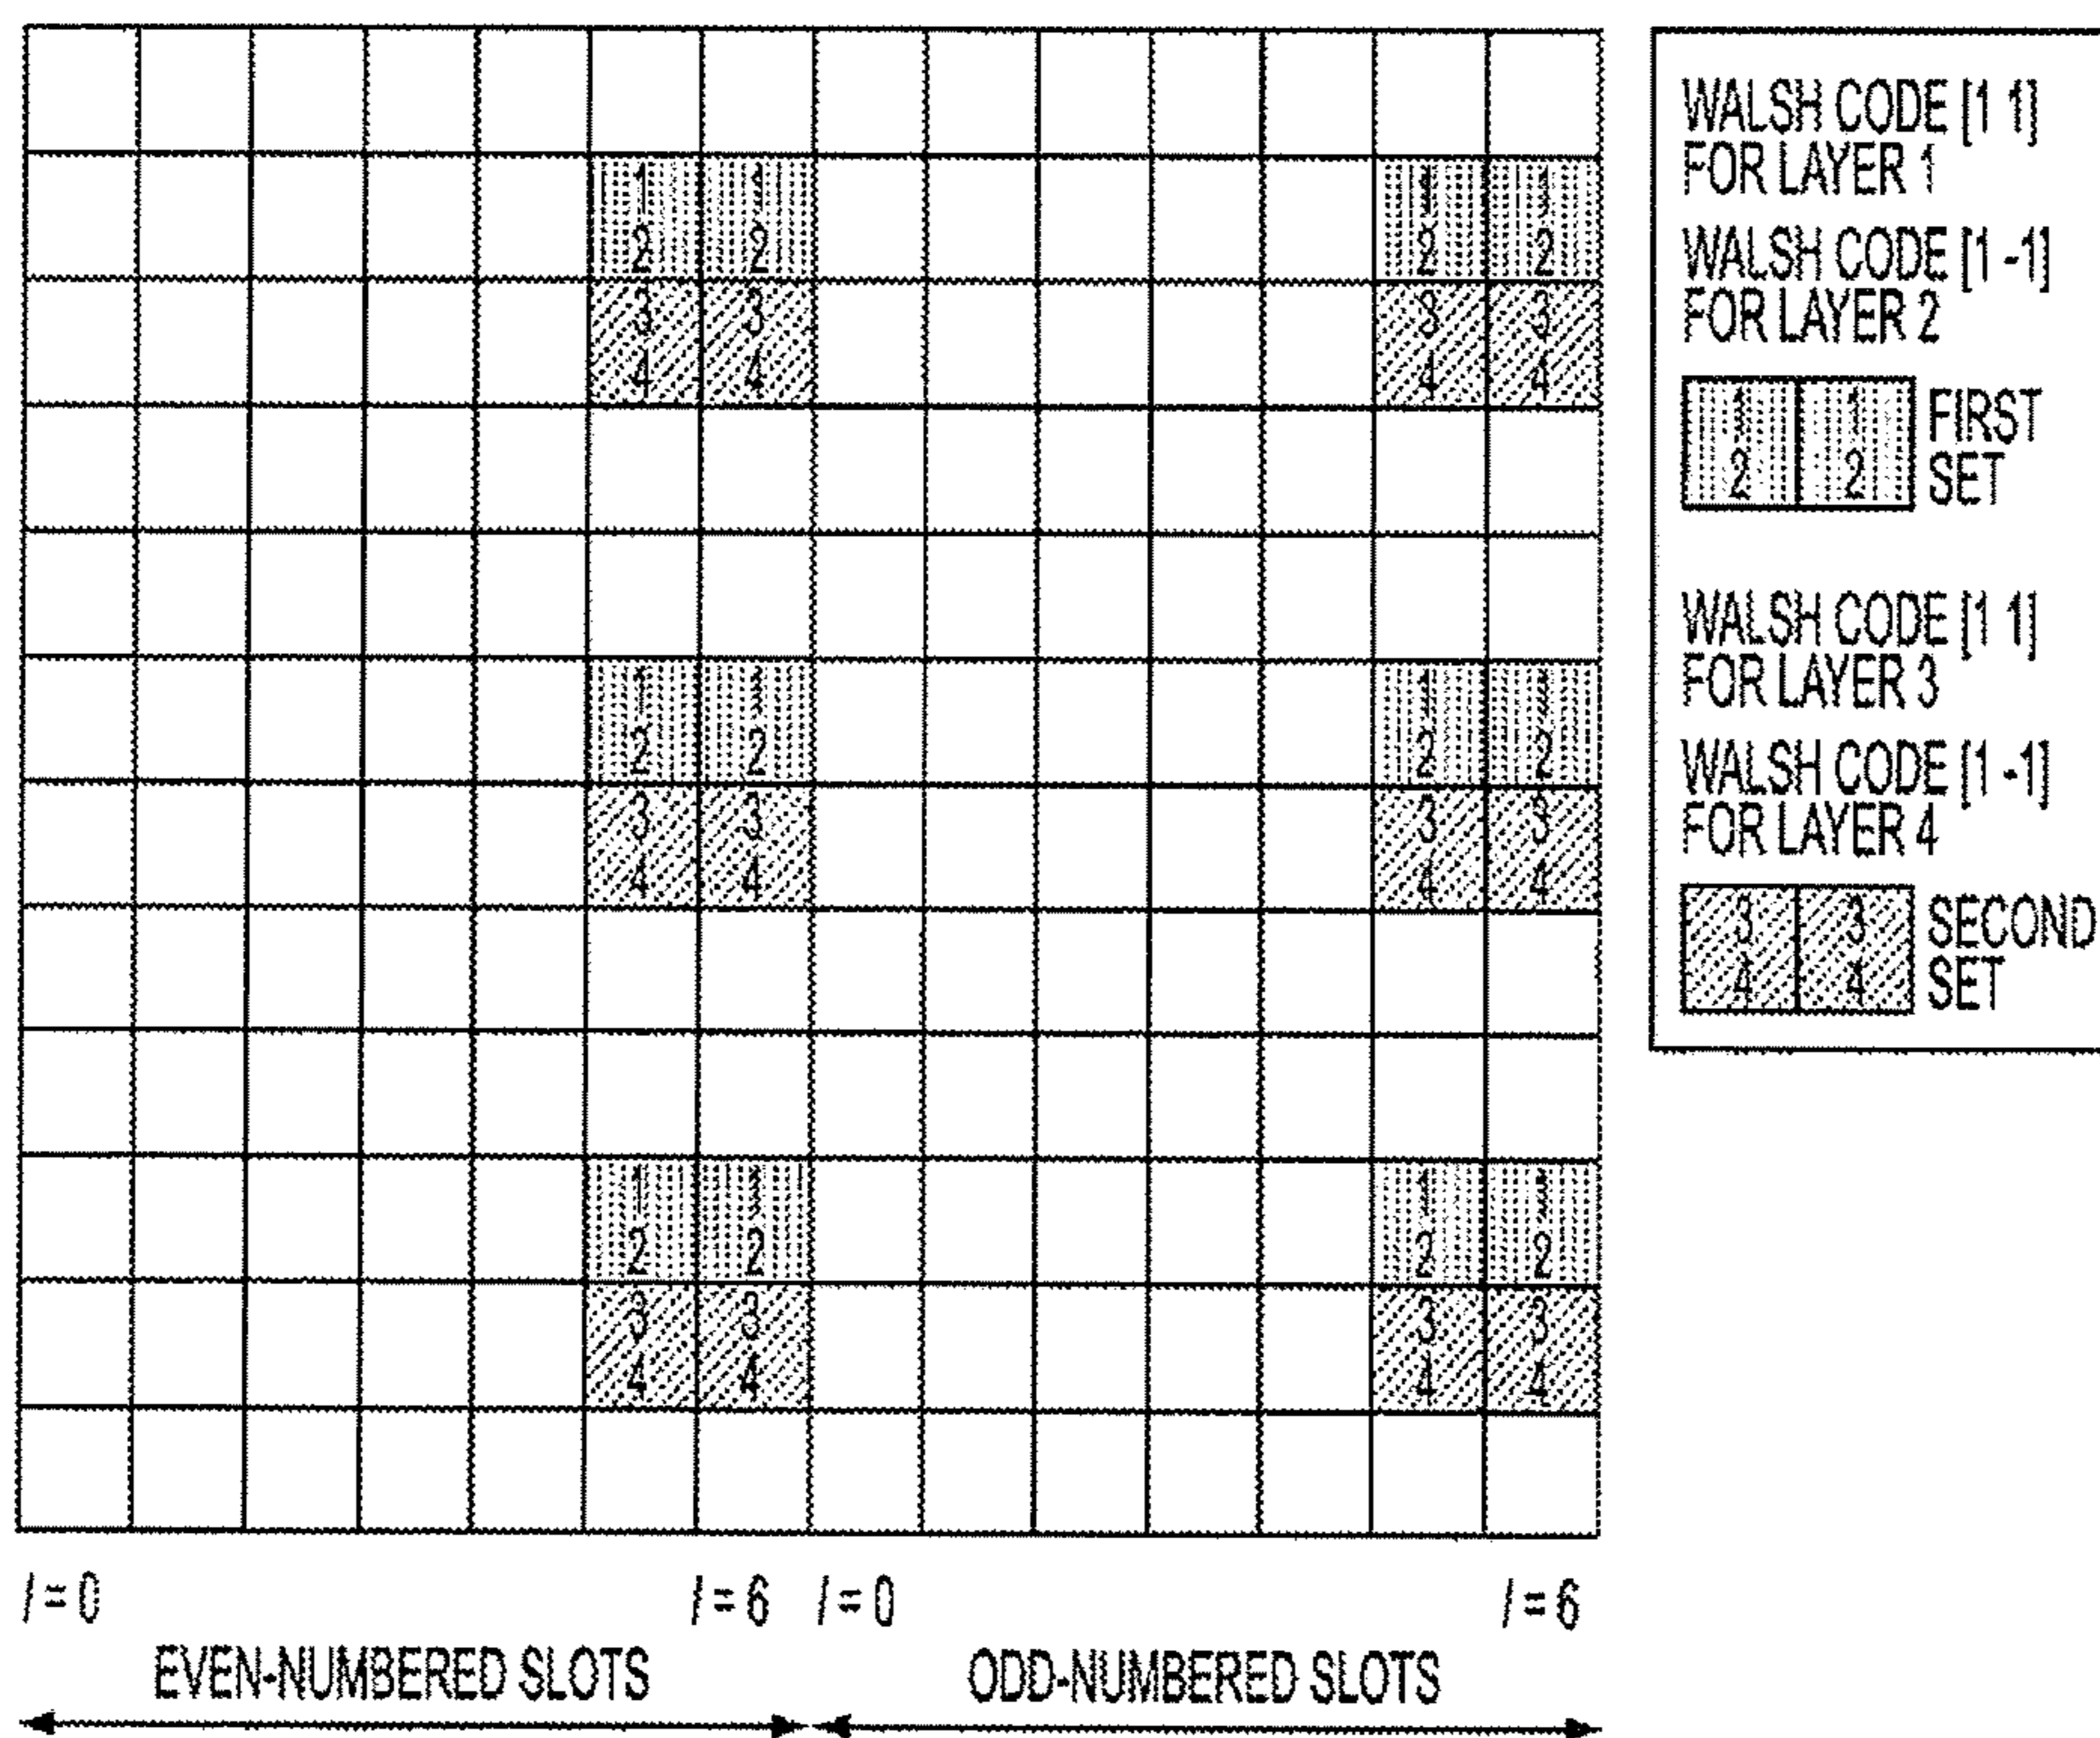 1 1 1 1
2 2 2 2
3 3 3 3
4 4 4 4
1 1 1 1
2 2 2 2
3 3 3 3
4 4 4 4
1 1 1 1
2 2 2 2
3 3 3 3
4 4 4 4
l = 0 l = 6 l = 0 l = 6
EVEN-NUMBERED SLOTS ODD-NUMBERED SLOTS
WALSH CODE [1 1]
FOR LAYER 1
WALSH CODE [1 -1]
FOR LAYER 2
1 1 FIRST
2 2 SET
WALSH CODE [1 1]
FOR LAYER 3
WALSH CODE [1 -1]
FOR LAYER 4
3 3 SECOND
4 4 SET